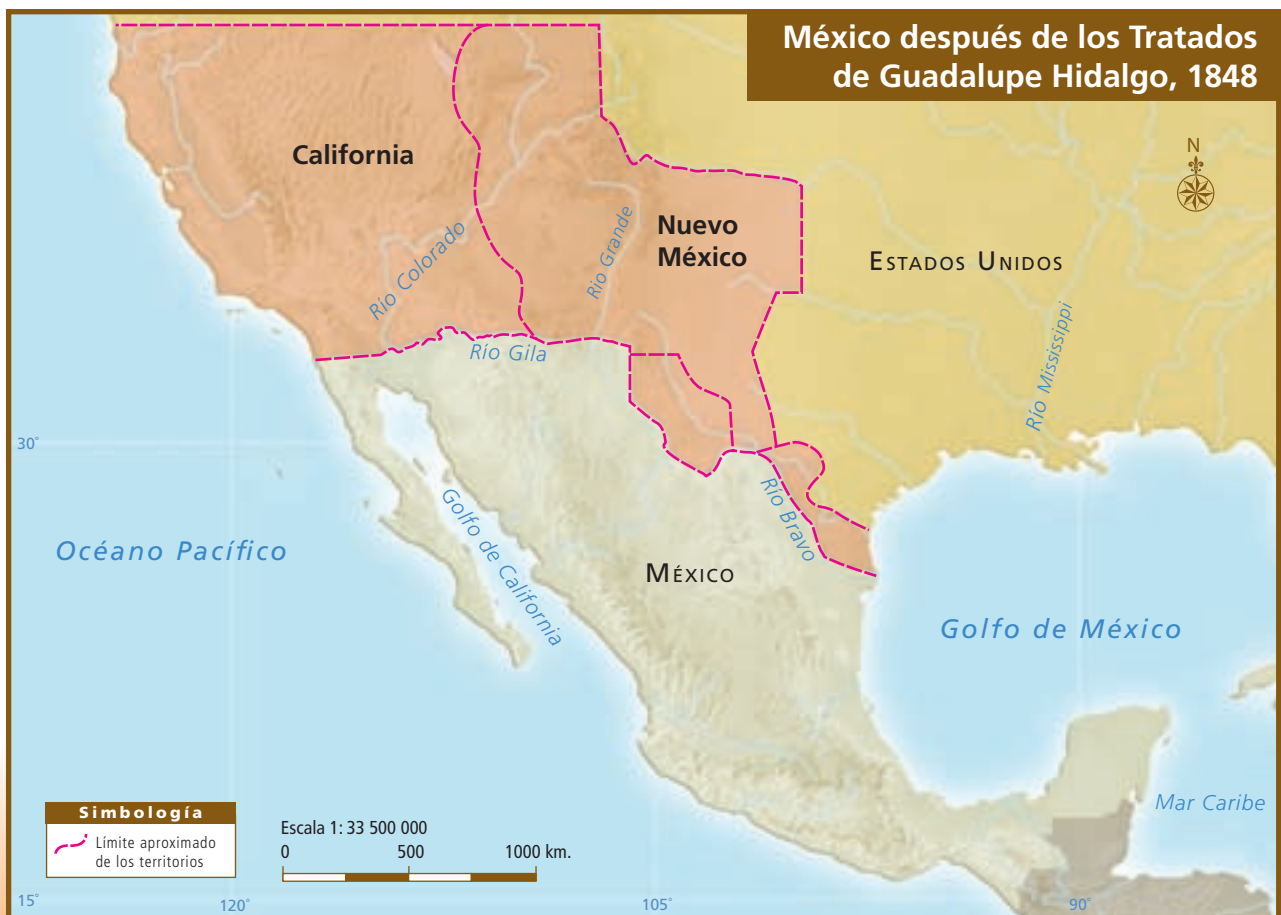 México después de los Tratados
de Guadalupe Hidalgo, 1848
N
California
Nuevo
México
ESTADOS UNIDOS
Río Colorado
Rio Grande
Río Mississippi
Río Gila
30°
Golfo de California
Río Bravo
Océano Pacífico
MÉXICO
Golfo de México
Mar Caribe
Simbología
Límite aproximado
de los territorios
Escala 1: 33 500 000
0 500 1000 km.
15° 120° 105° 90°